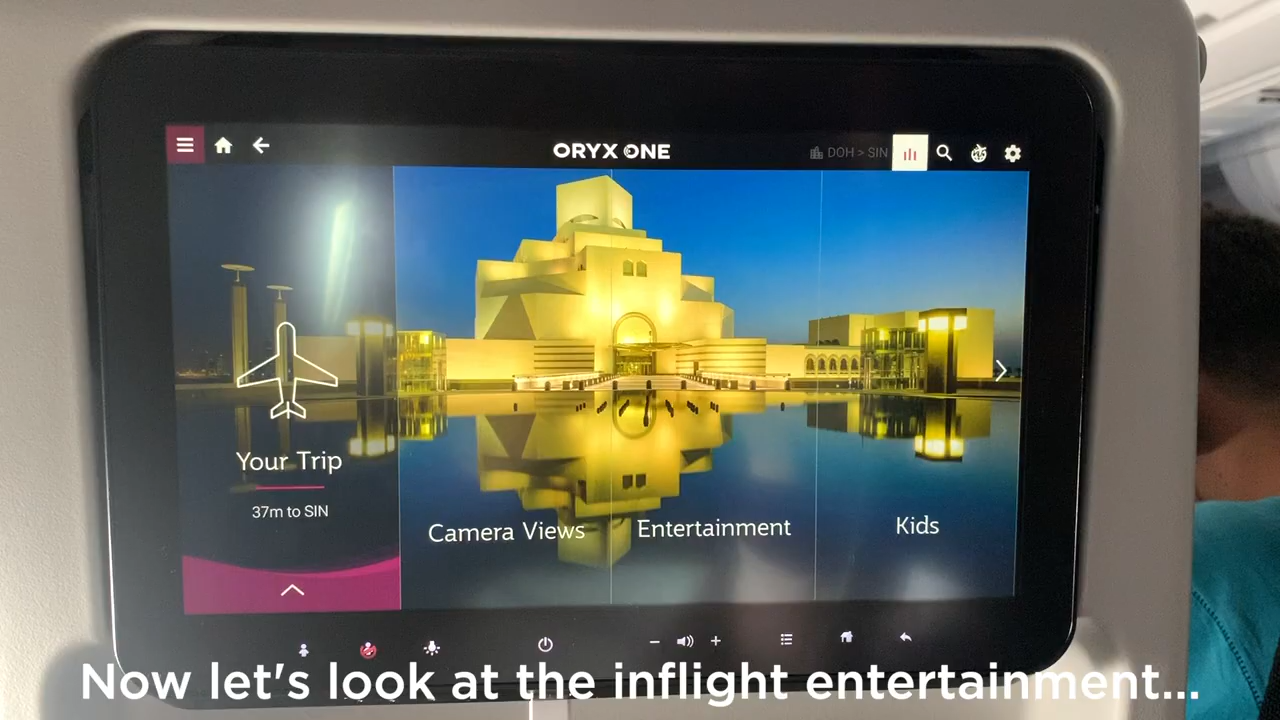 ORYX ONE
DOH > SIN
Your Trip
37m to SIN
Camera Views
Entertainment
Kids
Now let's look at the inflight entertainment...